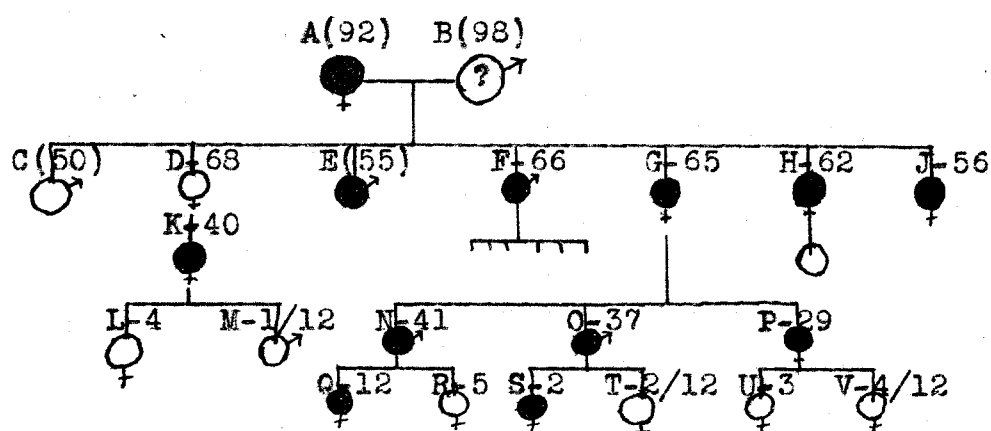 A(92) B(98)
?
C(50) D-68 E(55) F-66 G-65 H-62 J-56
K-40
L-4 M-1/12 N-41 O-37 P-29
Q-12 R-5 S-2 T-2/12 U-3 V-4/12